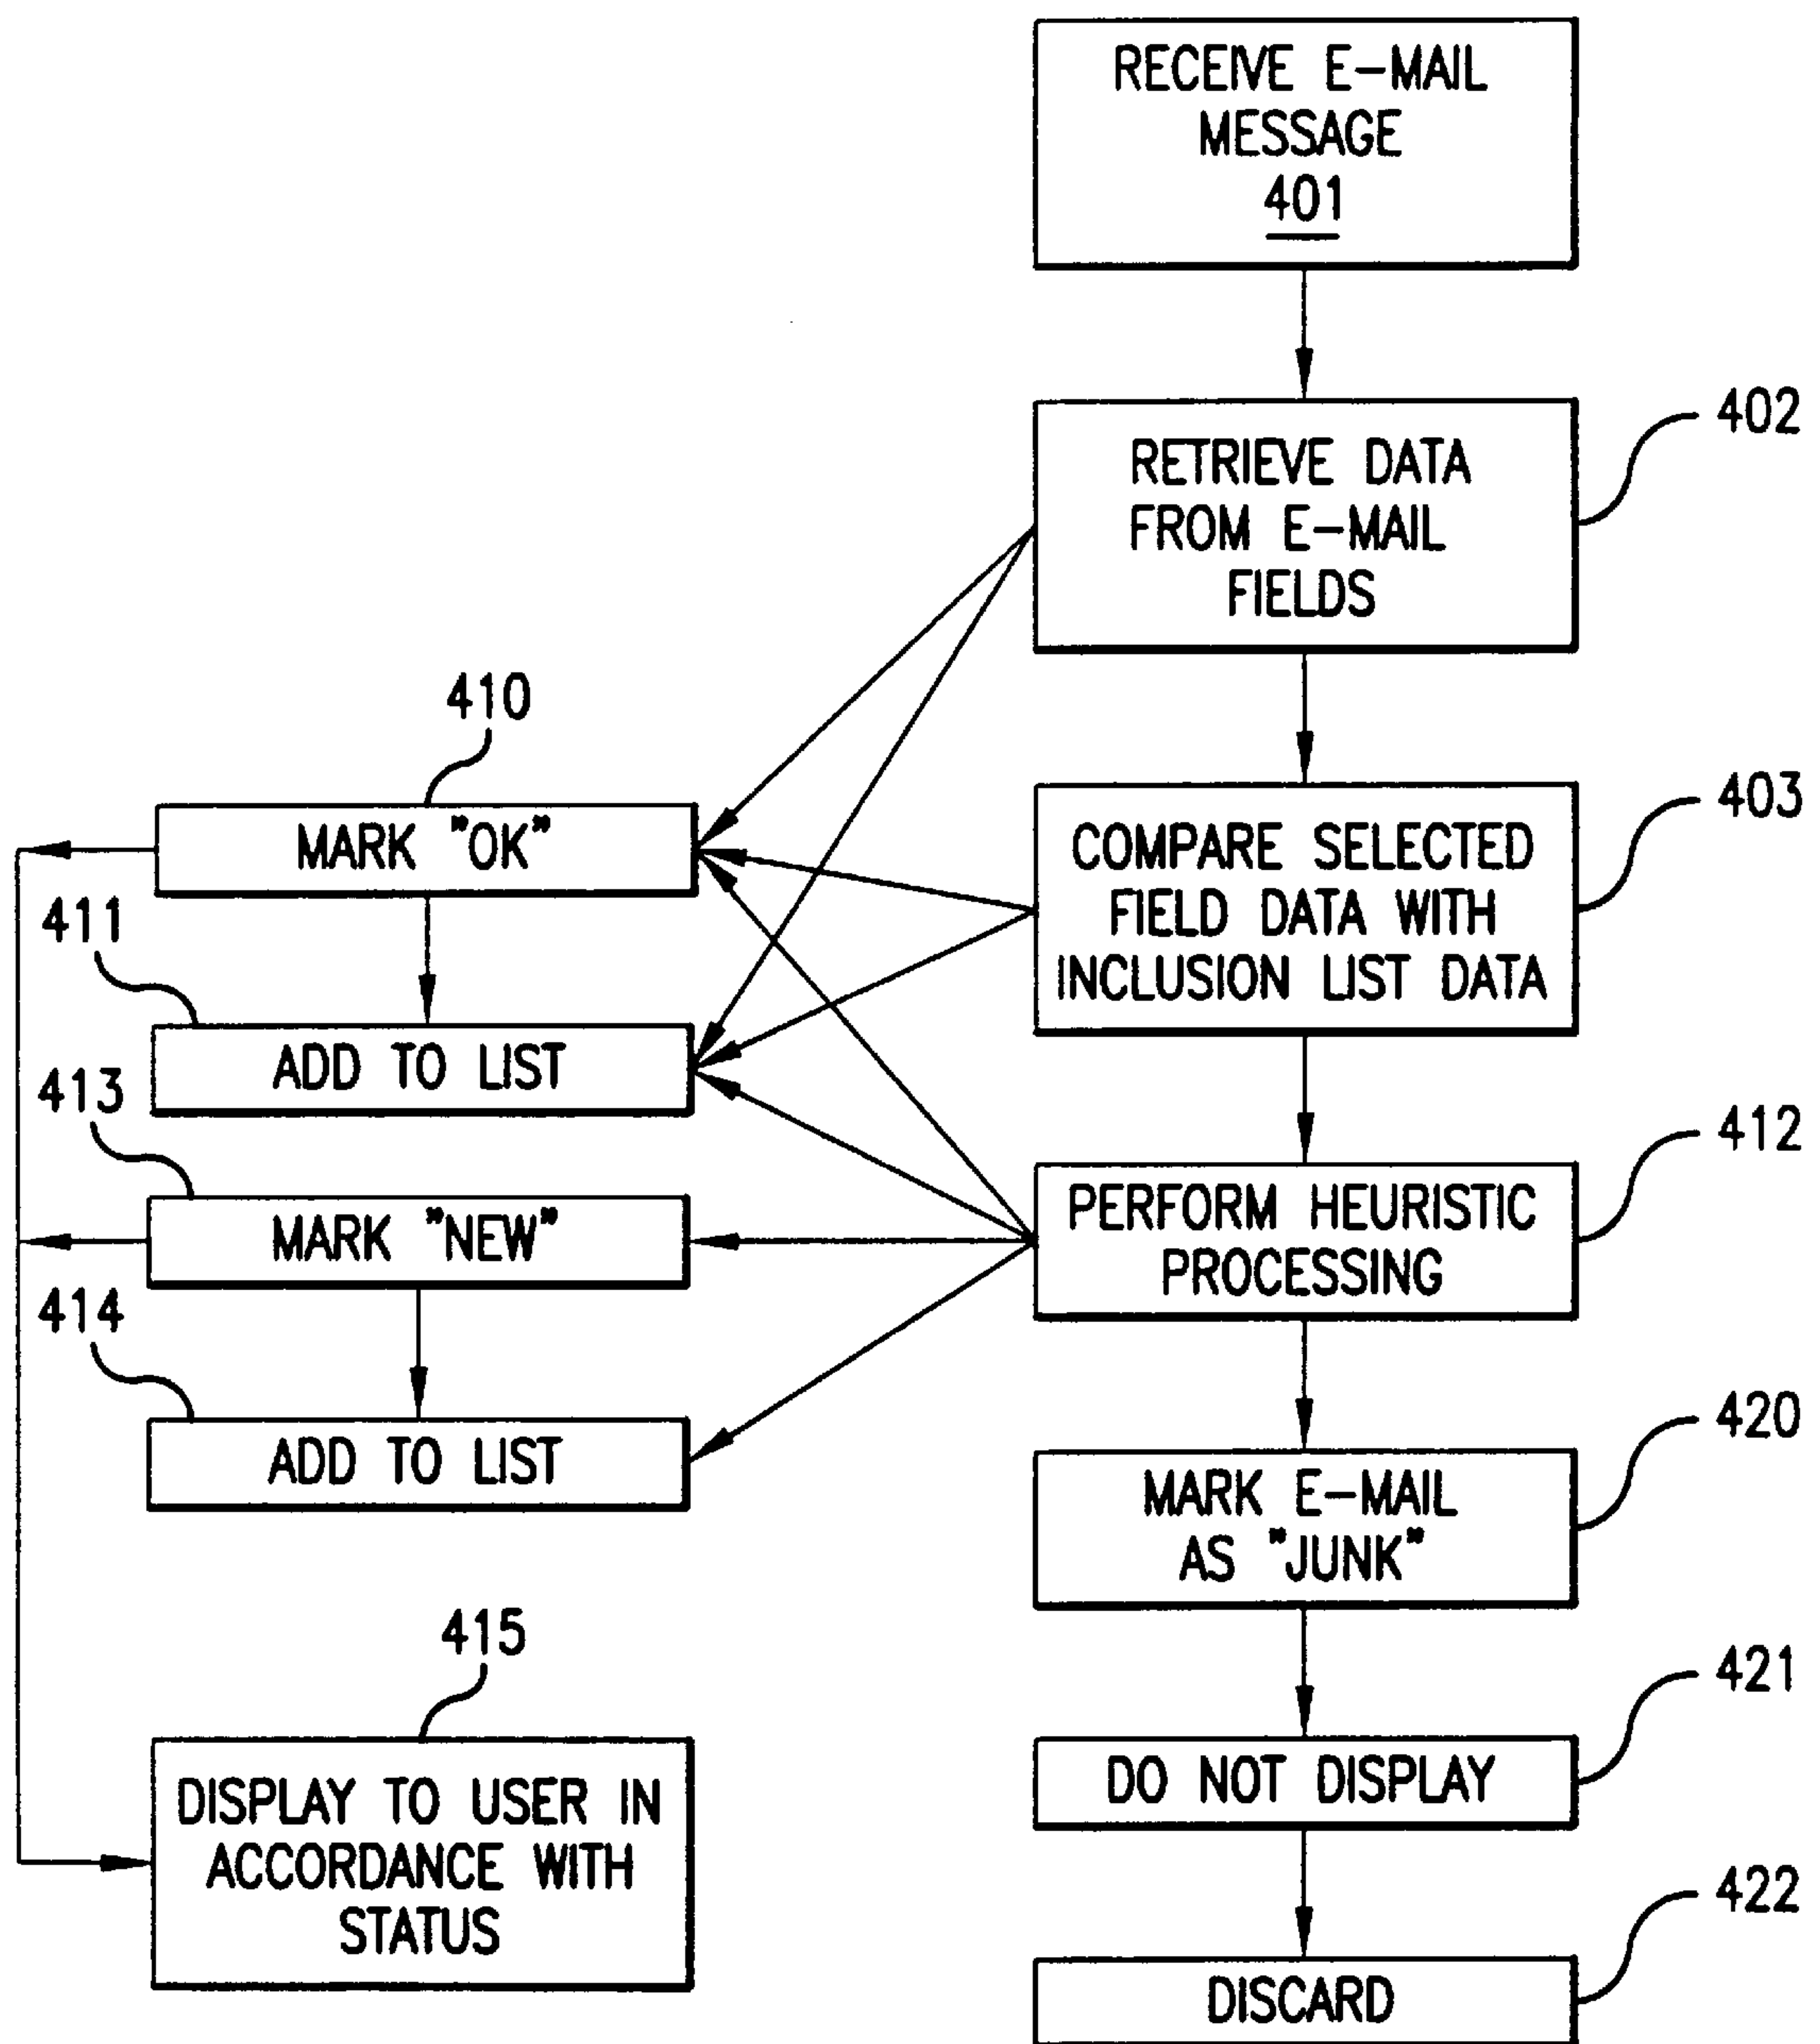 RECEIVE E-MAIL
MESSAGE
401
402
RETRIEVE DATA
FROM E-MAIL
FIELDS
403
COMPARE SELECTED
FIELD DATA WITH
INCLUSION LIST DATA
410
MARK "OK"
411
ADD TO LIST
412
PERFORM HEURISTIC
PROCESSING
413
MARK "NEW"
414
ADD TO LIST
415
DISPLAY TO USER IN
ACCORDANCE WITH
STATUS
420
MARK E-MAIL
AS "JUNK"
421
DO NOT DISPLAY
422
DISCARD